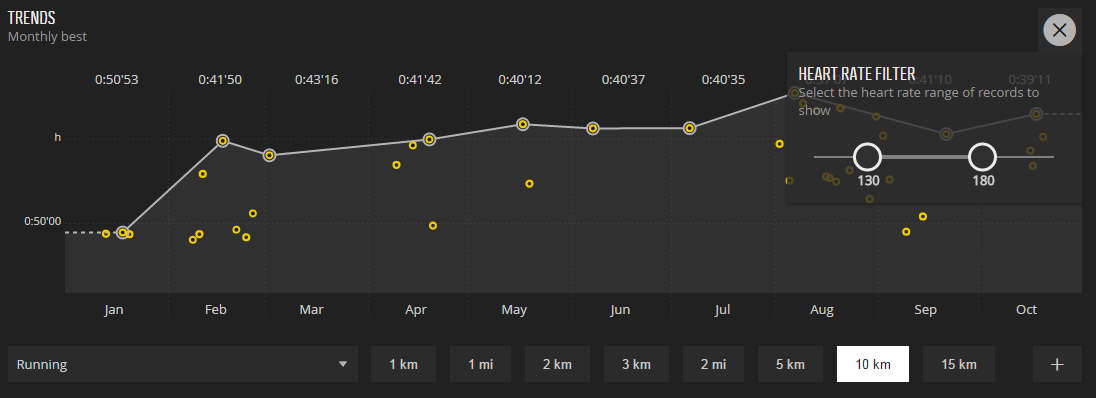 TRENDS
Monthly best
0:50'53 0:41'50 0:43'16 0:41'42 0:40'12 0:40'37 0:40'35 0:41'10 0:39'11
HEART RATE FILTER
Select the heart rate range of records to
show
h
130 180
0:50'00
Jan Feb Mar Apr May Jun Jul Aug Sep Oct
Running 1 km 1 mi 2 km 3 km 2 mi 5 km 10 km 15 km +